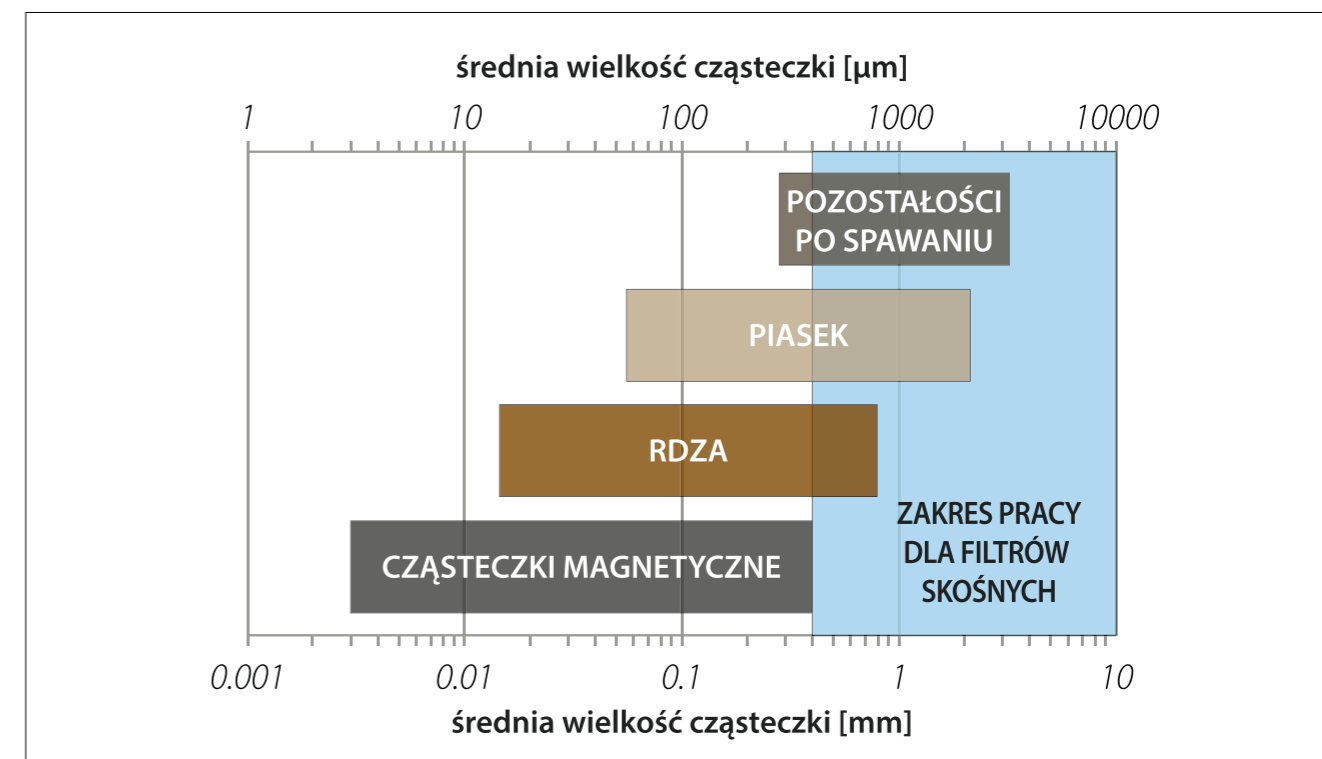 średnia wielkość cząsteczki [µm]
1 10 100 1000 10000
POZOSTAŁOŚCI
PO SPAWANIU
PIASEK
RDZA
CZĄSTECZKI MAGNETYCZNE
ZAKRES PRACY
DLA FILTRÓW
SKOŚNYCH
0.001 0.01 0.1 1 10
średnia wielkość cząsteczki [mm]